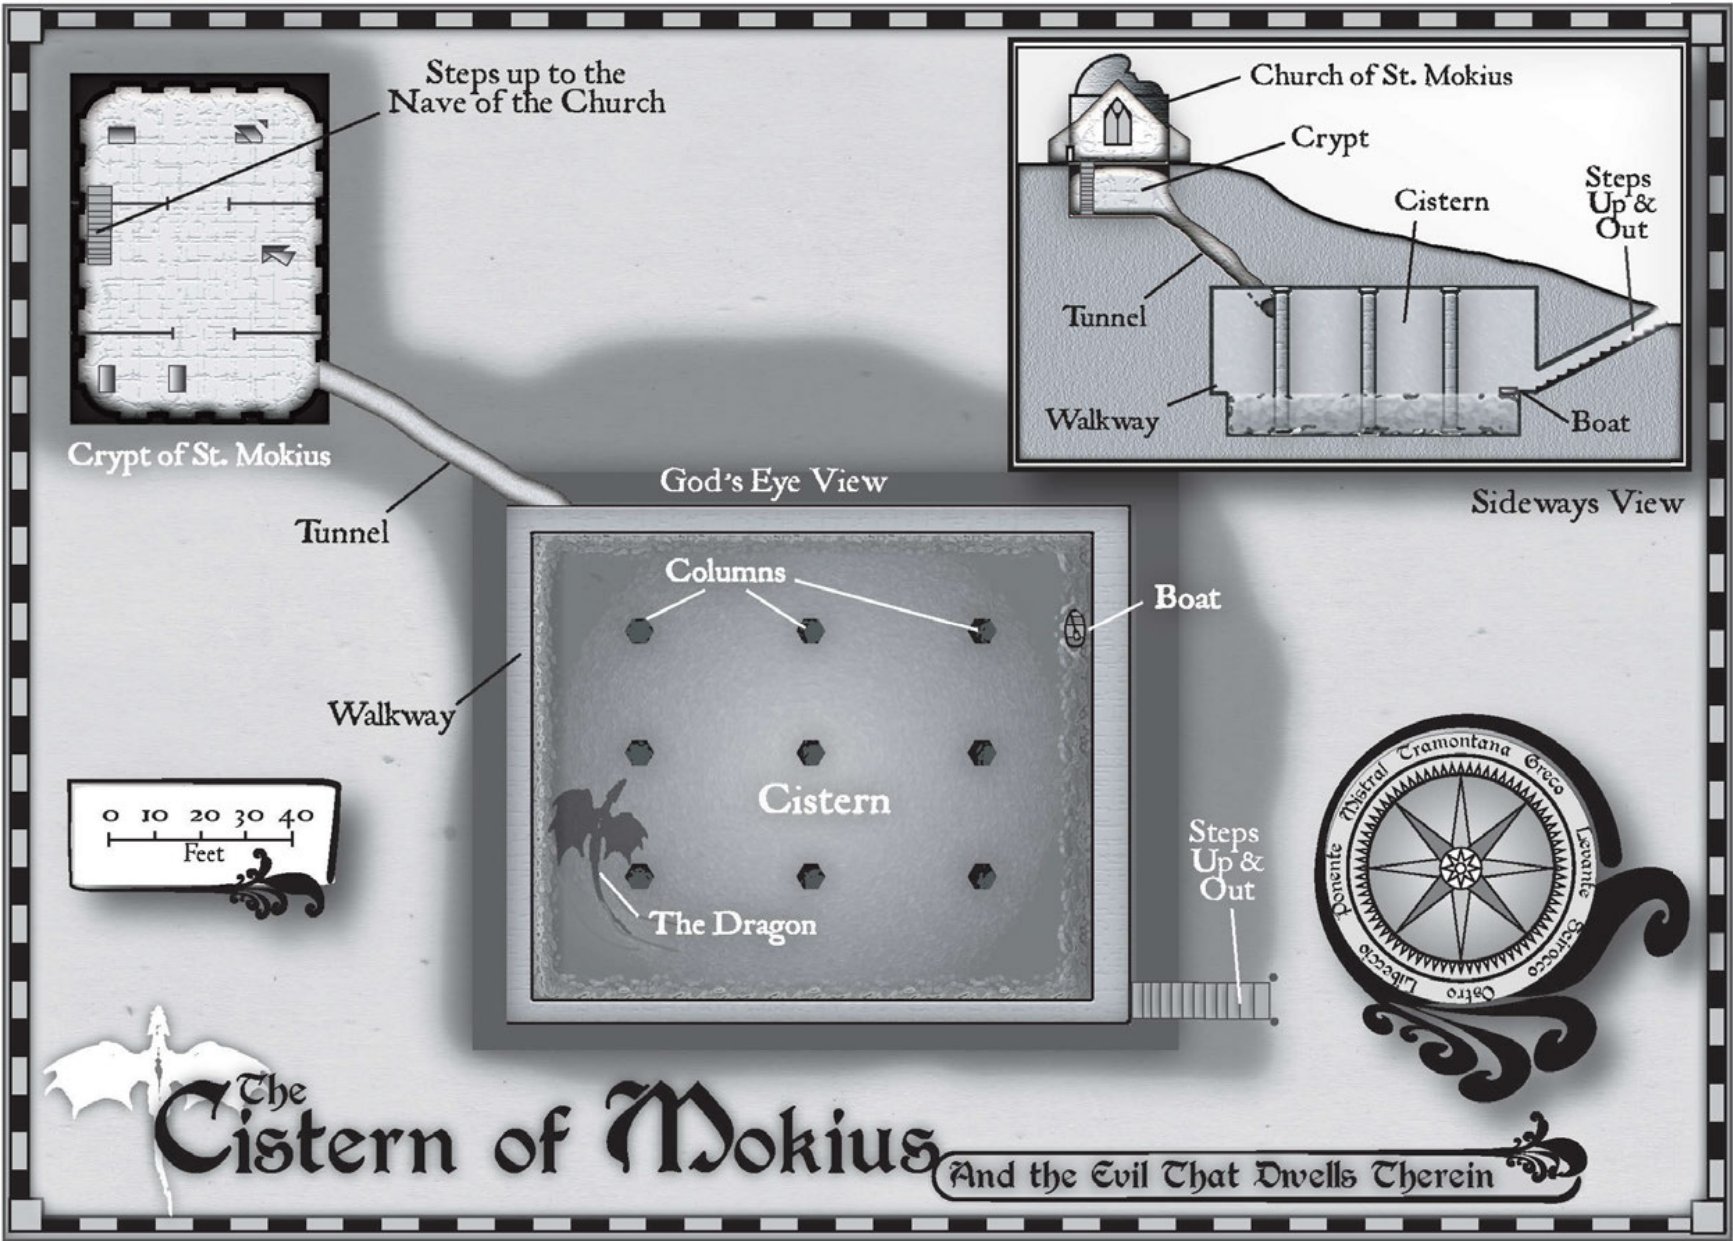 Steps up to the
Nave of the Church
Crypt of St. Mokius
Tunnel
Church of St. Mokius
Crypt
Cistern
Steps
Up &
Out
Tunnel
Walkway
Boat
Sideways View
God's Eye View
Columns
Boat
Walkway
Cistern
The Dragon
Steps
Up &
Out
0 10 20 30 40
Feet
Tramontana
Greco
Levante
Scirocco
Ostro
Libeccio
Ponente
Mistral
The
Cistern of Mokius
And the Evil That Dwells Therein